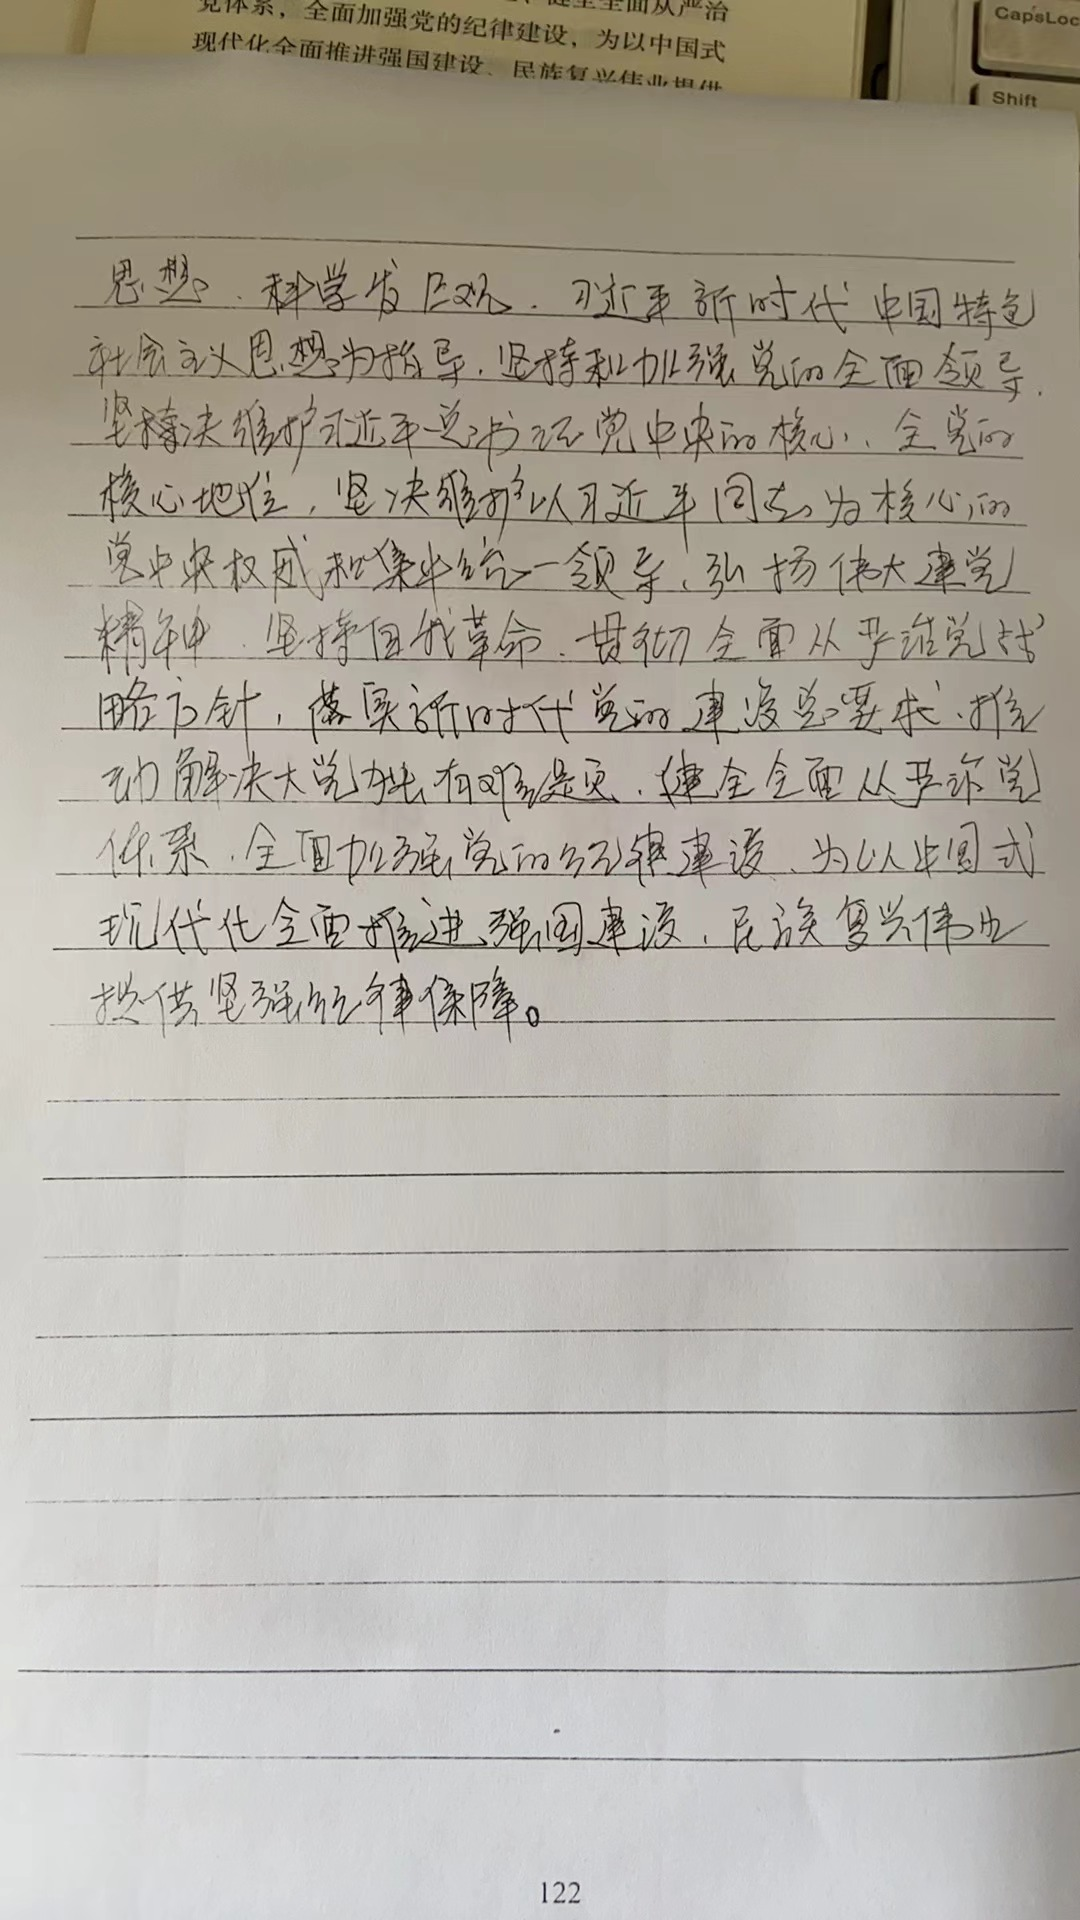 党体系，全面加强党的纪律建设，为以中国式
现代化全面推进强国建设、民族复兴伟业提供
CapsLoc
Shift
思想、科学发展观、习近平新时代中国特色
社会主义思想为指导，坚持和加强党的全面领导，
坚持决维护习近平总书记党中央的核心、全党的
核心地位，坚决维护以习近平同志为核心的
党中央权威和集中统一领导，弘扬伟大建党
精神，坚持自我革命，贯彻全面从严治党战
略方针，落实新时代党的建设总要求，推
动解决大党独有难题，健全全面从严治党
体系，全面加强党的纪律建设，为以中国式
现代化全面推进强国建设、民族复兴伟业
提供坚强纪律保障。
122